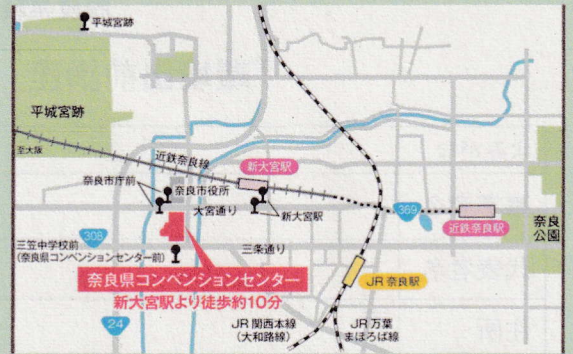 平城宮跡
平城宮跡
至大阪
近鉄奈良線
新大宮駅
奈良市庁前
奈良市役所
大宮通り
新大宮駅
369
近鉄奈良駅
奈良
公園
308
三笠中学校前
(奈良県コンベンションセンター前)
三条通り
奈良県コンベンションセンター
新大宮駅より徒歩約10分
JR 奈良駅
24
JR 関西本線
(大和路線)
JR 万葉
まほろば線